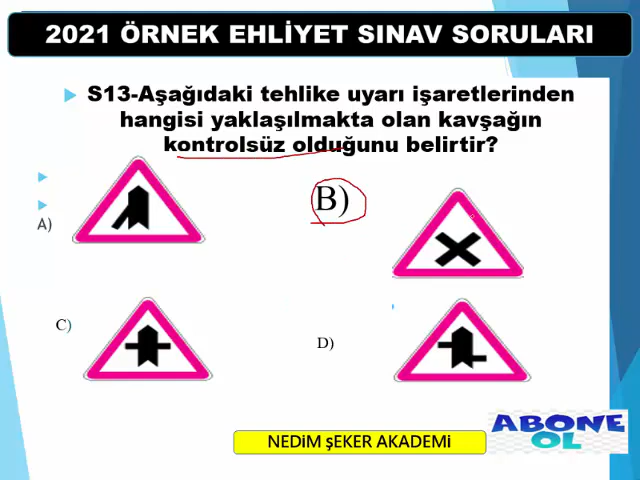 2021 ÖRNEK EHLİYET SINAV SORULARI
S13-Aşağıdaki tehlike uyarı işaretlerinden
hangisi yaklaşılmakta olan kavşağın
kontrolsüz olduğunu belirtir?
A)
B)
C)
D)
NEDİM ŞEKER AKADEMİ
ABONE
OL